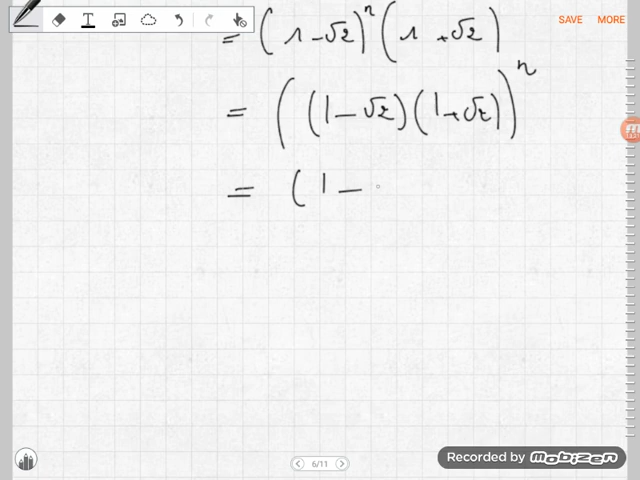 SAVE MORE
= (1 - √2)ⁿ (1 + √2)
= ((1 - √2)(1 + √2))ⁿ
= (1 -
6/11
Recorded by MOBIZEN